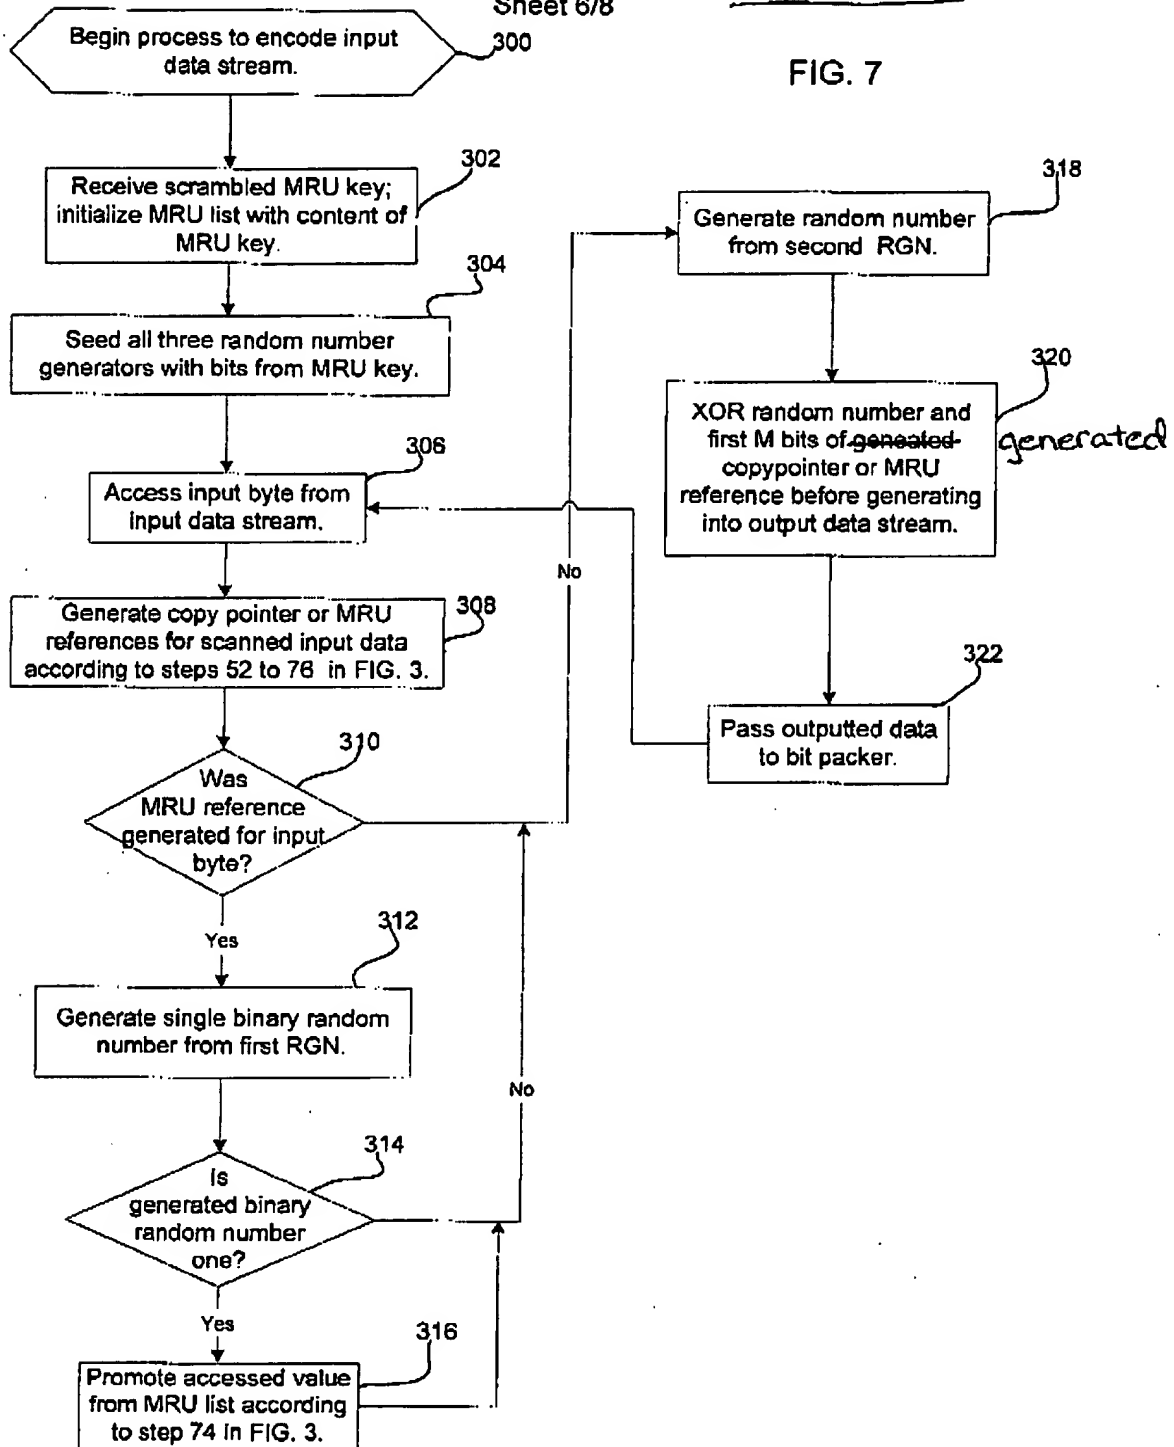 Sheet 6/8
FIG. 7
Begin process to encode input
data stream.
300
302
Receive scrambled MRU key;
initialize MRU list with content of
MRU key.
304
Seed all three random number
generators with bits from MRU key.
306
Access input byte from
input data stream.
308
Generate copy pointer or MRU
references for scanned input data
according to steps 52 to 76 in FIG. 3.
310
Was
MRU reference
generated for input
byte?
No
Yes
312
Generate single binary random
number from first RGN.
314
Is
generated binary
random number
one?
No
Yes
316
Promote accessed value
from MRU list according
to step 74 in FIG. 3.
318
Generate random number
from second RGN.
320
XOR random number and
first M bits of geneated generated
copypointer or MRU
reference before generating
into output data stream.
322
Pass outputted data
to bit packer.